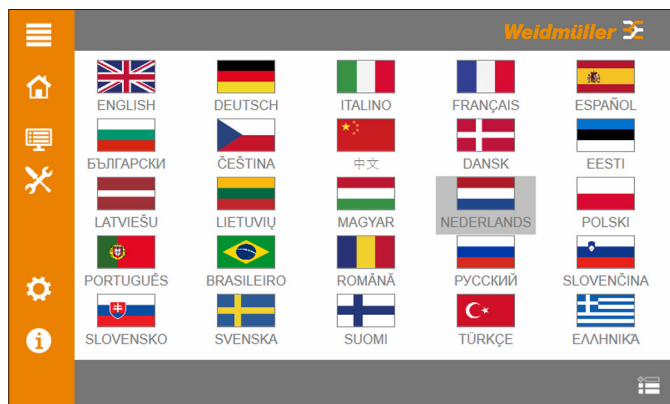 Weidmüller
ENGLISH DEUTSCH ITALINO FRANÇAIS ESPAÑOL
БЪЛГАРСКИ ČEŠTINA 中文 DANSK EESTI
LATVIEŠU LIETUVIŲ MAGYAR NEDERLANDS POLSKI
PORTUGUÊS BRASILEIRO ROMÂNĂ РУССКИЙ SLOVENČINA
SLOVENSKO SVENSKA SUOMI TÜRKÇE ΕΛΛΗΝΙΚΆ